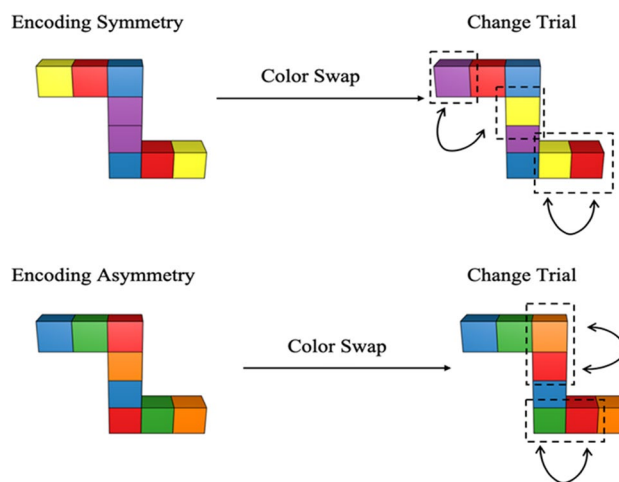 Encoding Symmetry
Change Trial
Color Swap
Encoding Asymmetry
Change Trial
Color Swap